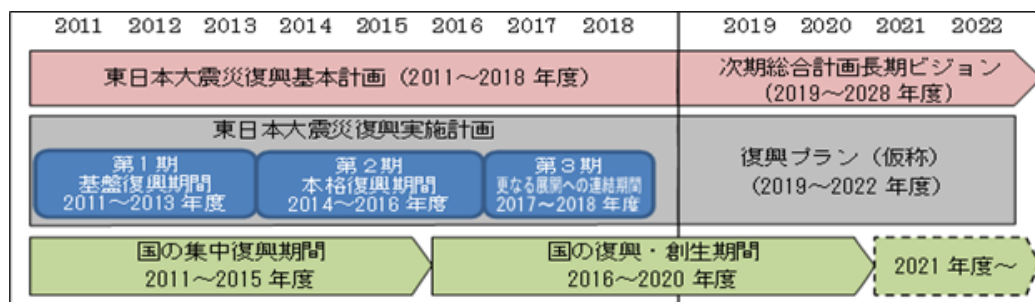 2011 2012 2013 2014 2015 2016 2017 2018 2019 2020 2021 2022
東日本大震災復興基本計画（2011～2018 年度）
次期総合計画長期ビジョン
（2019～2028 年度）
東日本大震災復興実施計画
第１期
基盤復興期間
2011～2013 年度
第２期
本格復興期間
2014～2016 年度
第３期
更なる展開への連結期間
2017～2018 年度
復興プラン（仮称）
（2019～2022 年度）
国の集中復興期間
2011～2015 年度
国の復興・創生期間
2016～2020 年度
2021 年度～